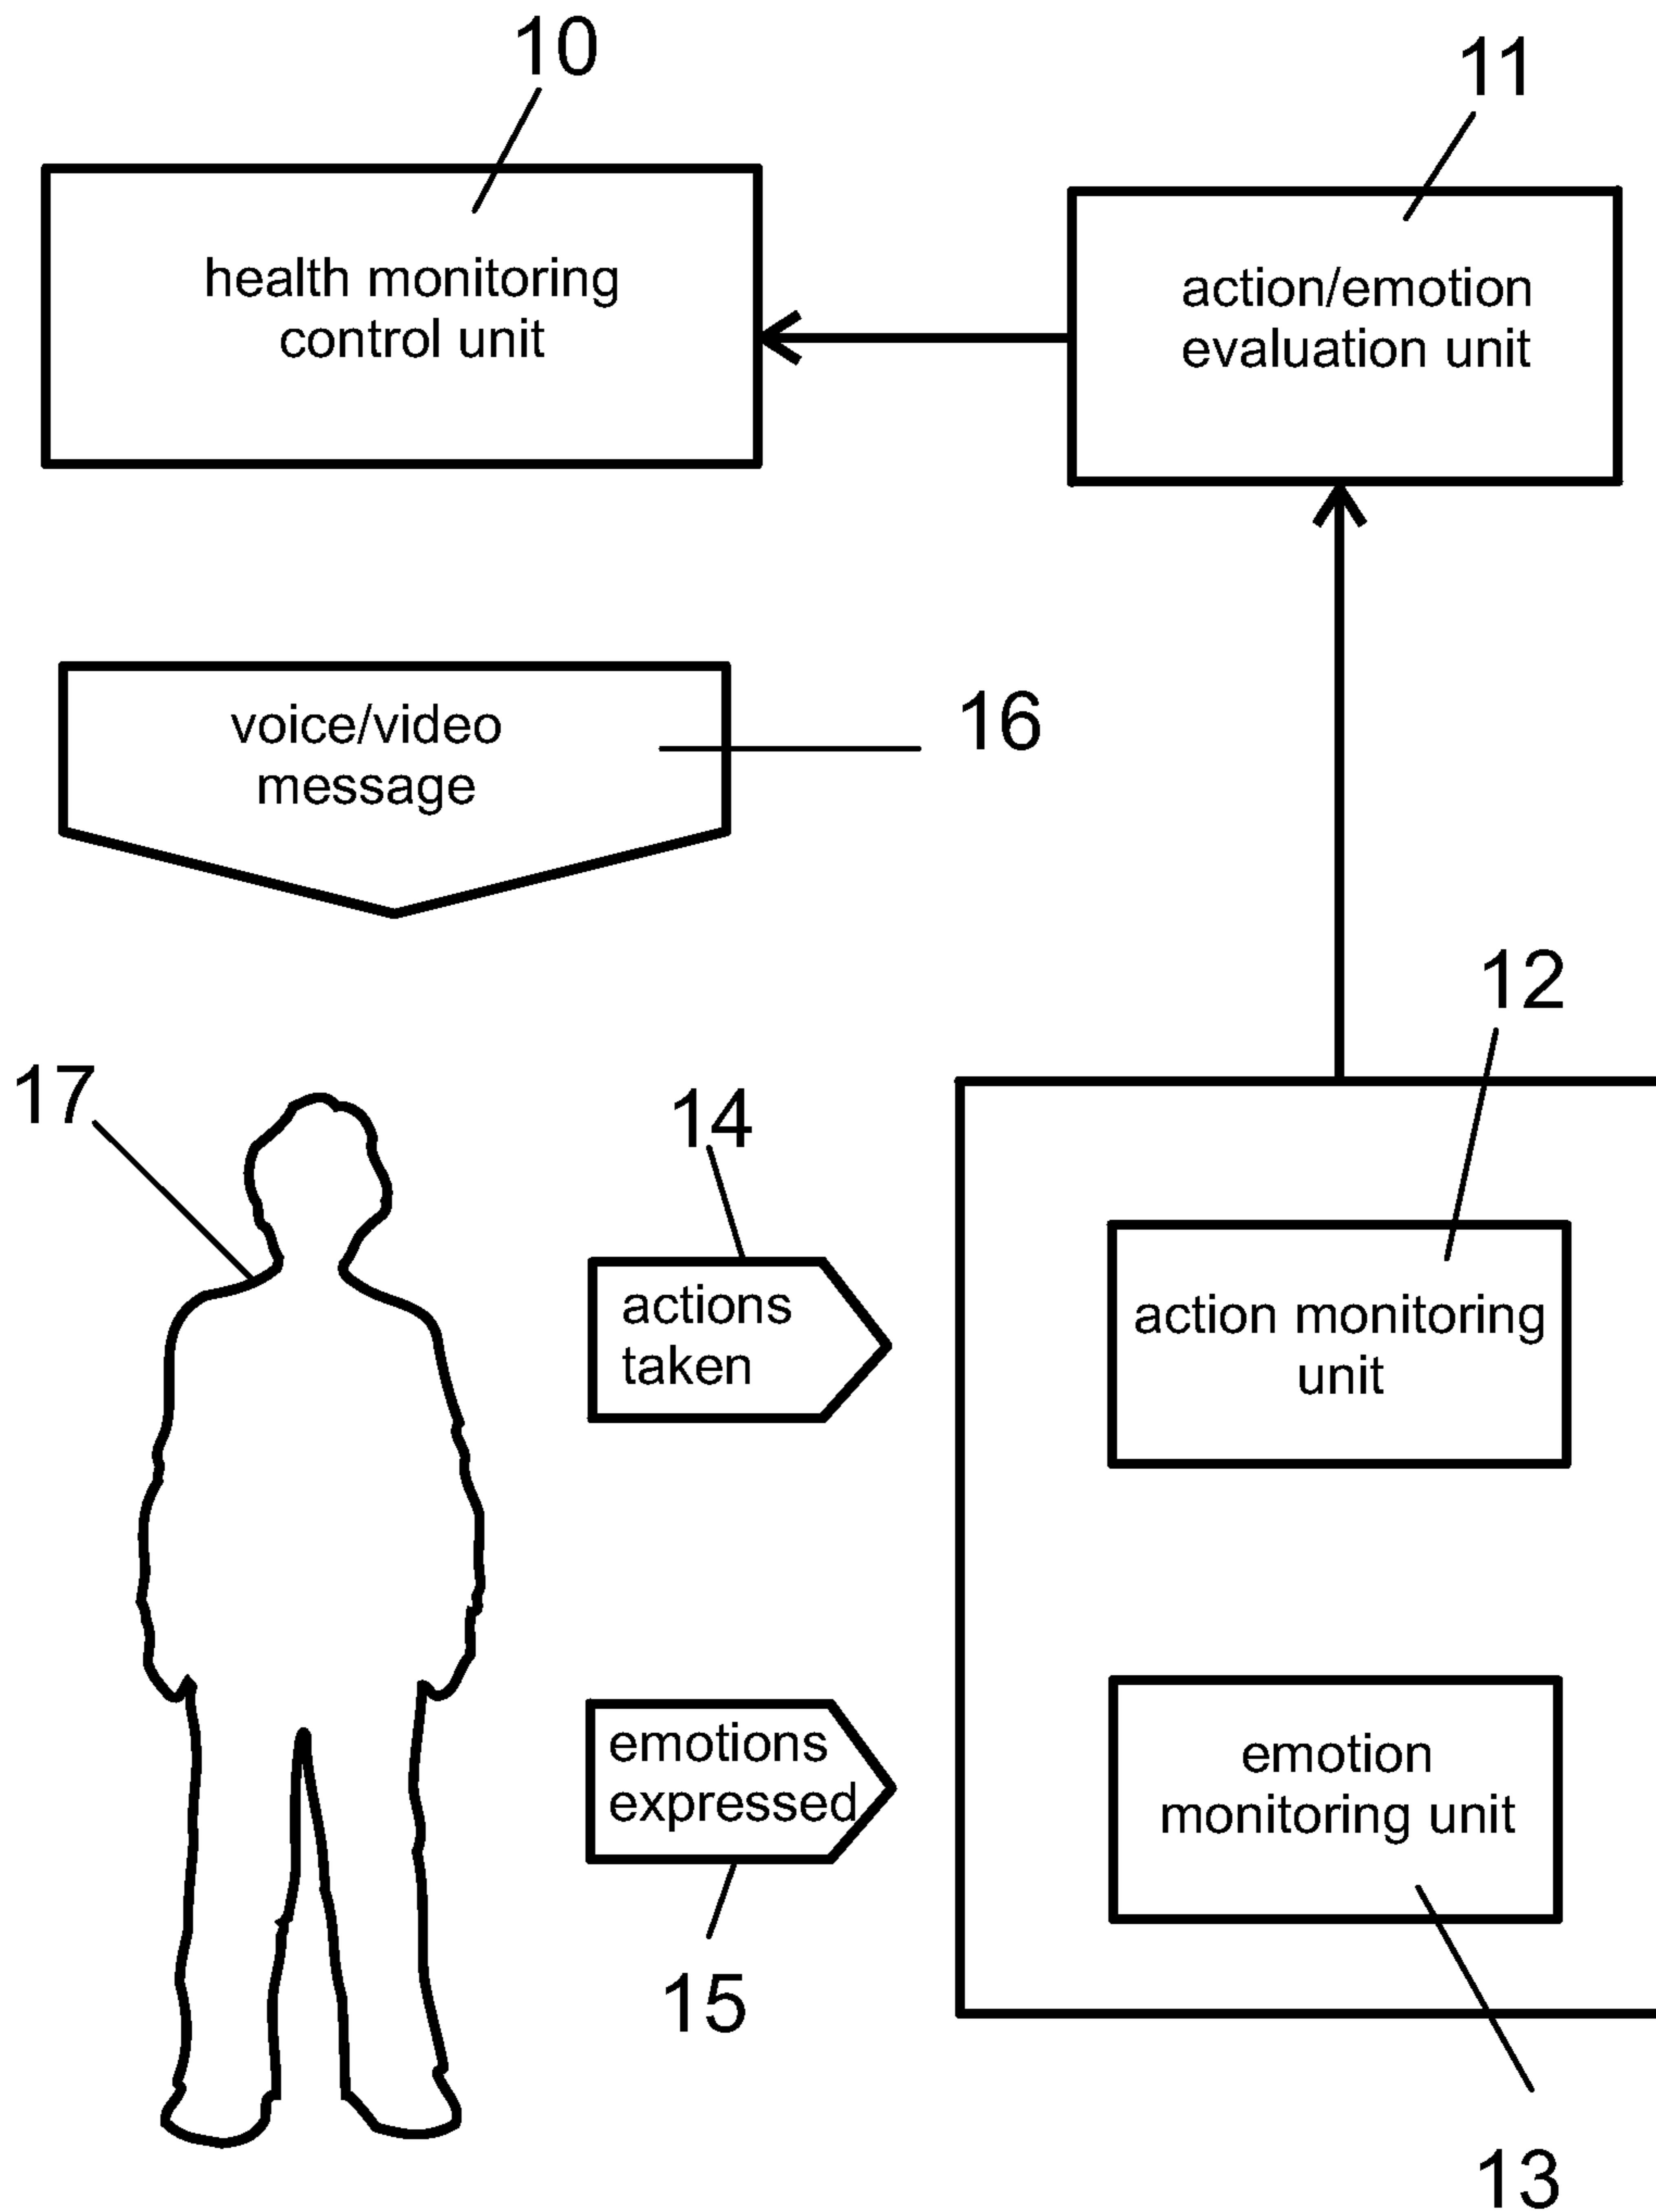 10
11
health monitoring
control unit
action/emotion
evaluation unit
voice/video
message
16
12
17
14
actions
taken
action monitoring
unit
emotions
expressed
emotion
monitoring unit
15
13